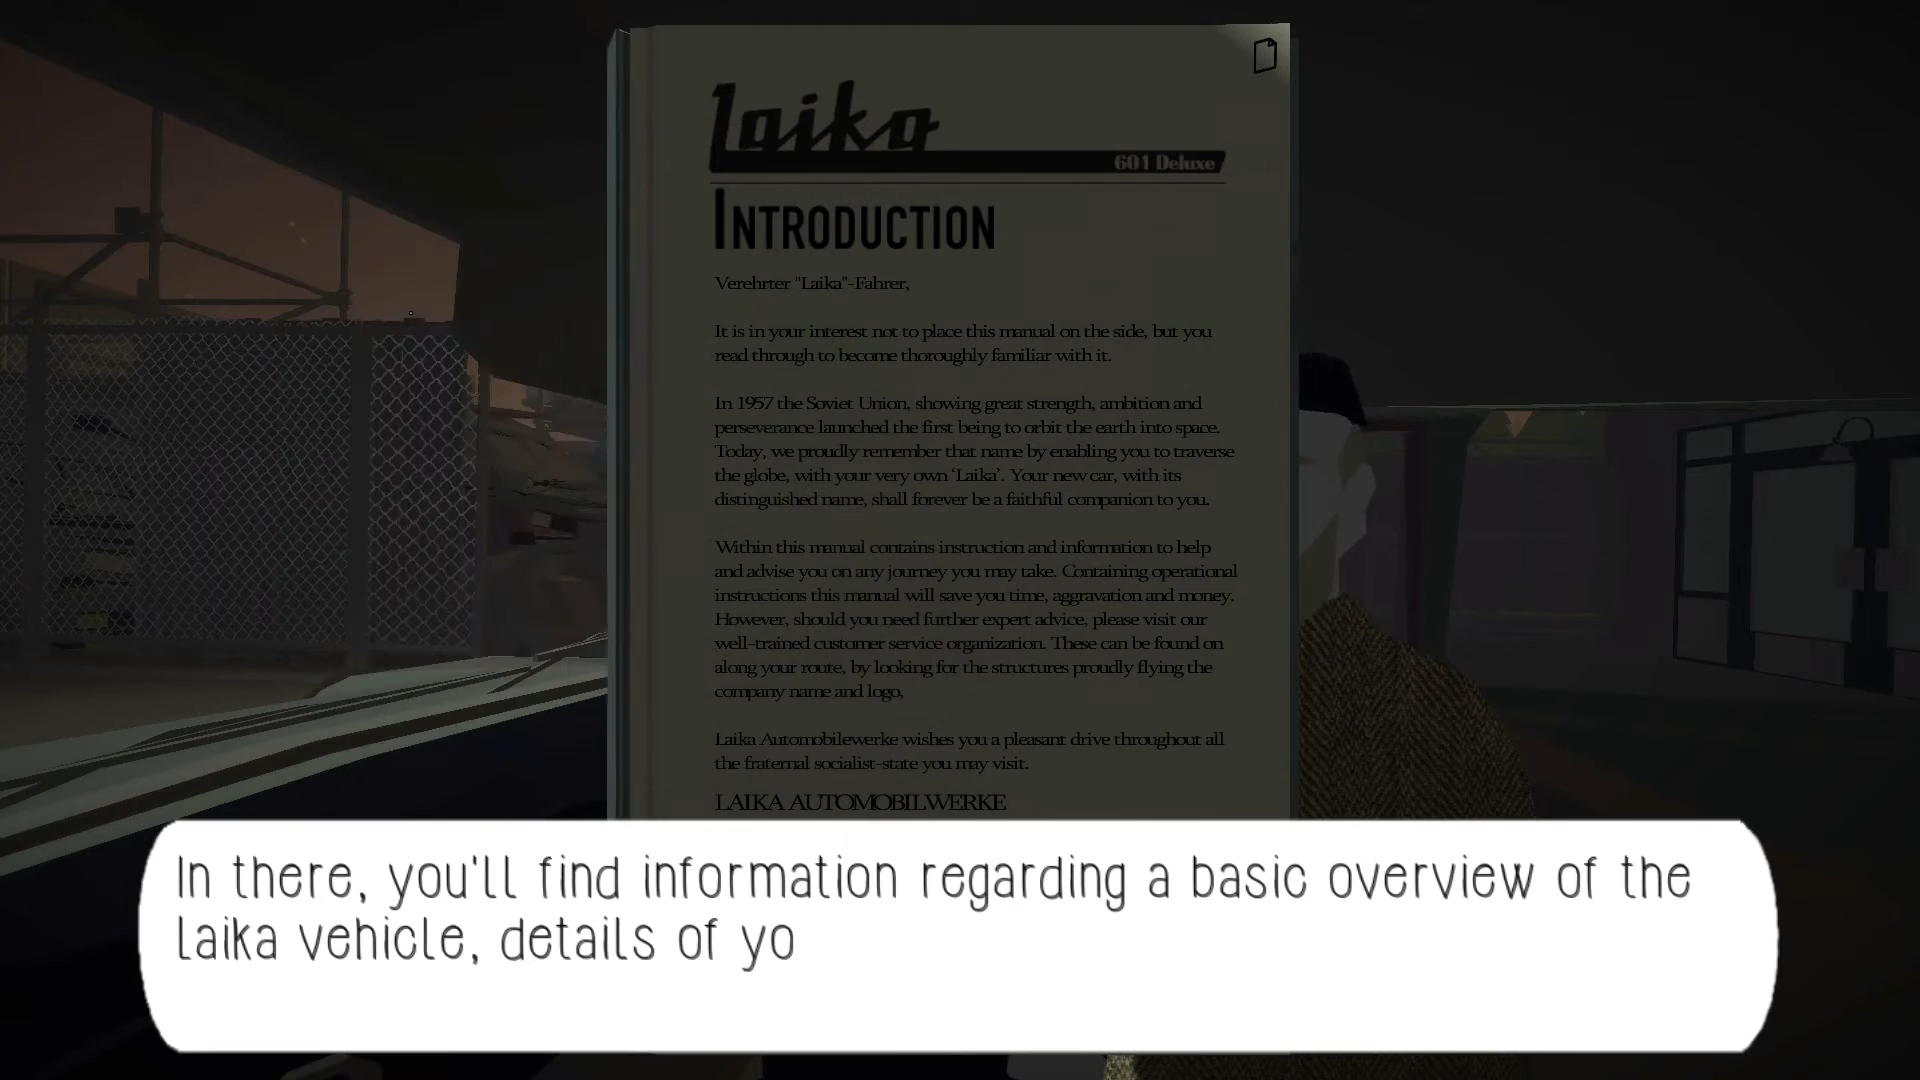 Laika
601 Deluxe
INTRODUCTION
Verehrter "Laika"-Fahrer,
It is in your interest not to place this manual on the side, but you
read through to become thoroughly familiar with it.
In 1957 the Soviet Union, showing great strength, ambition and
perseverance launched the first being to orbit the earth into space.
Today, we proudly remember that name by enabling you to traverse
the globe, with your very own ‘Laika’. Your new car, with its
distinguished name, shall forever be a faithful companion to you.
Within this manual contains instruction and information to help
and advise you on any journey you may take. Containing operational
instructions this manual will save you time, aggravation and money.
However, should you need further expert advice, please visit our
well-trained customer service organization. These can be found on
along your route, by looking for the structures proudly flying the
company name and logo,
Laika Automobilewerke wishes you a pleasant drive throughout all
the fraternal socialist-state you may visit.
LAIKA AUTOMOBILWERKE
In there, you'll find information regarding a basic overview of the
Laika vehicle, details of yo